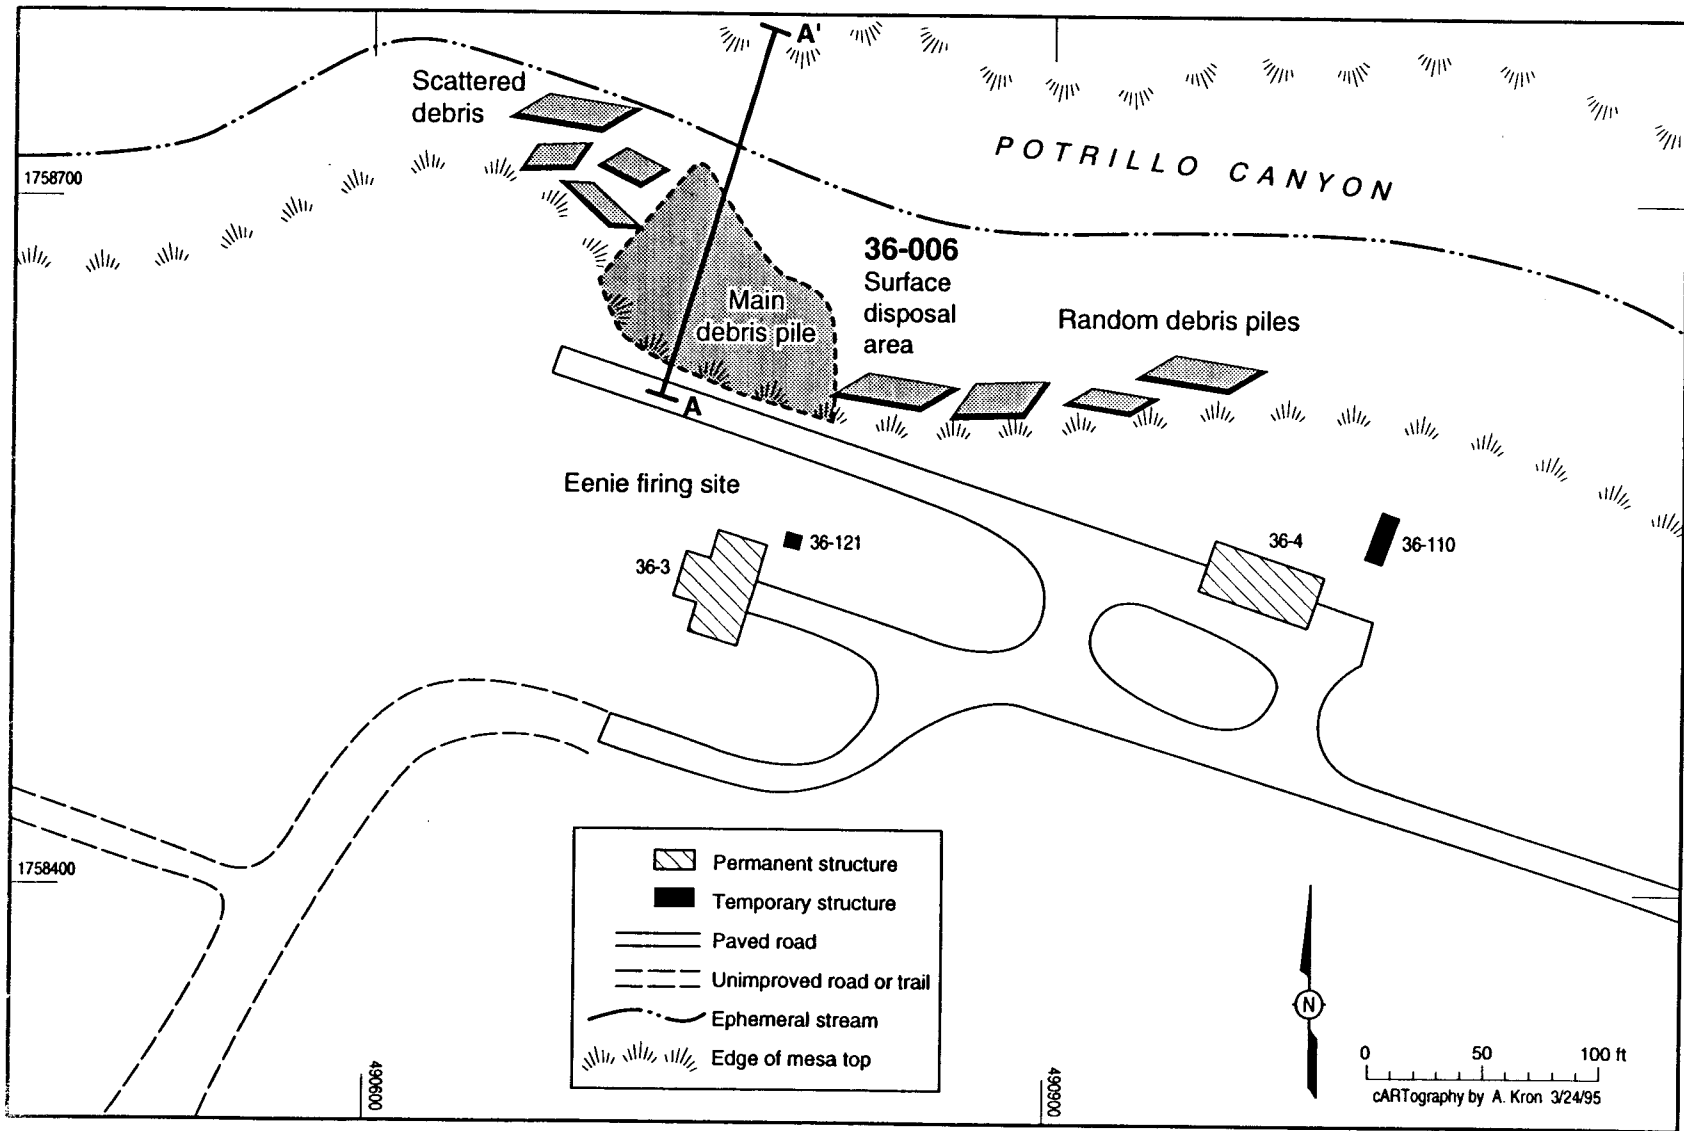 A'
Scattered
debris
POTRILLO CANYON
1758700
36-006
Surface
disposal
area
Main
debris pile
Random debris piles
A
Eenie firing site
36-121
36-3
36-4
36-110
1758400
Permanent structure
Temporary structure
Paved road
Unimproved road or trail
Ephemeral stream
Edge of mesa top
490600
490900
N
0 50 100 ft
cARTography by A. Kron 3/24/95